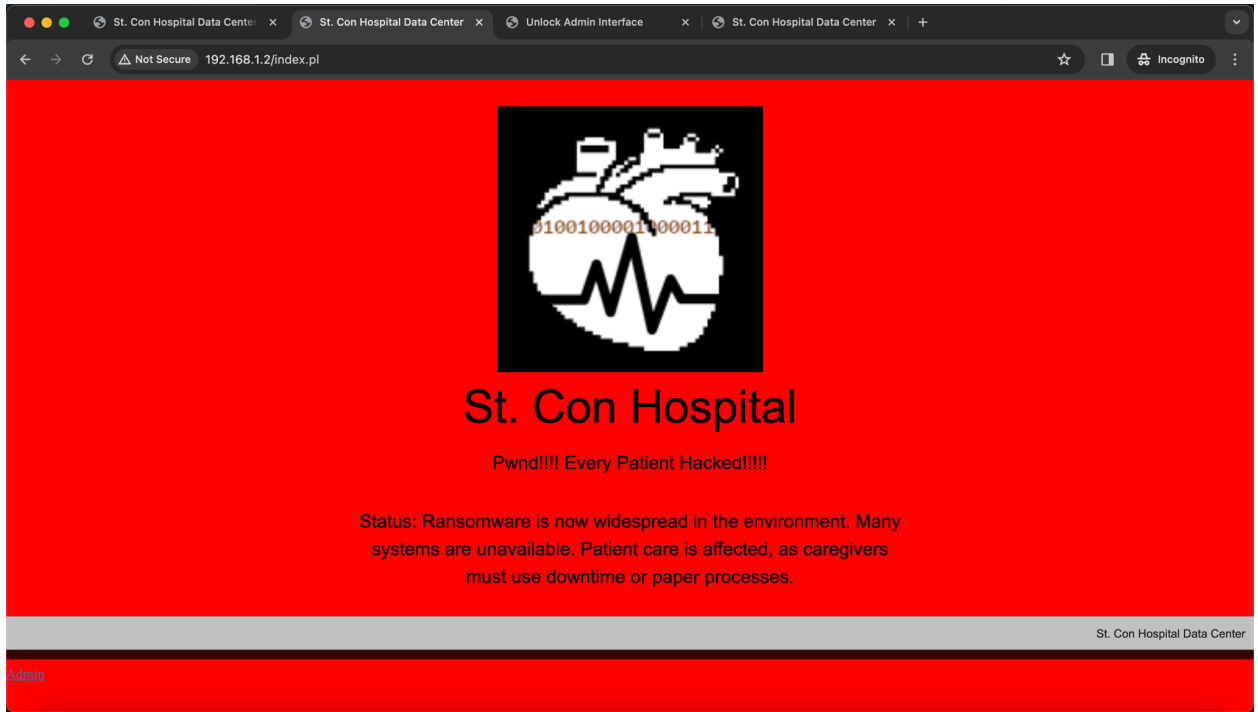 St. Con Hospital Data Center
St. Con Hospital Data Center
Unlock Admin Interface
St. Con Hospital Data Center
Not Secure 192.168.1.2/index.pl
Incognito
St. Con Hospital
Pwnd!!!! Every Patient Hacked!!!!!
Status: Ransomware is now widespread in the environment. Many
systems are unavailable. Patient care is affected, as caregivers
must use downtime or paper processes.
St. Con Hospital Data Center
Admin